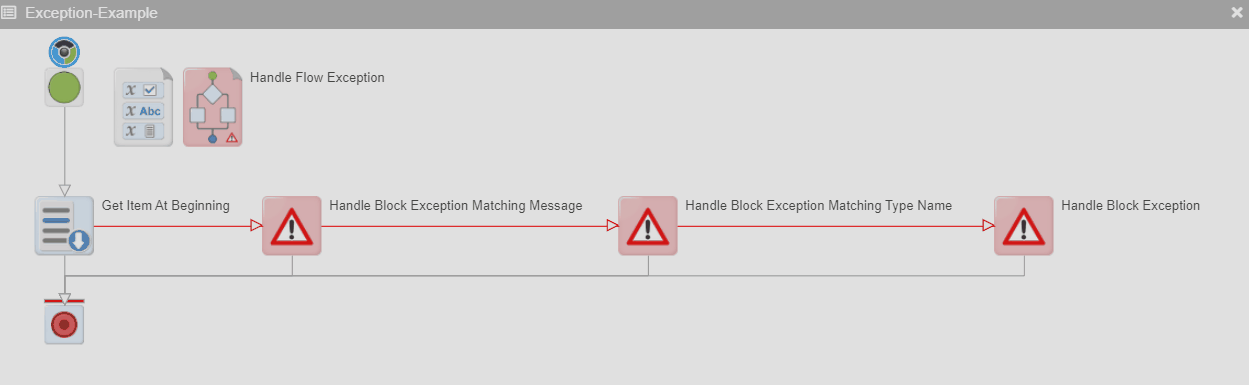 Exception-Example
Handle Flow Exception
x
x Abc
x
Get Item At Beginning
Handle Block Exception Matching Message
Handle Block Exception Matching Type Name
Handle Block Exception